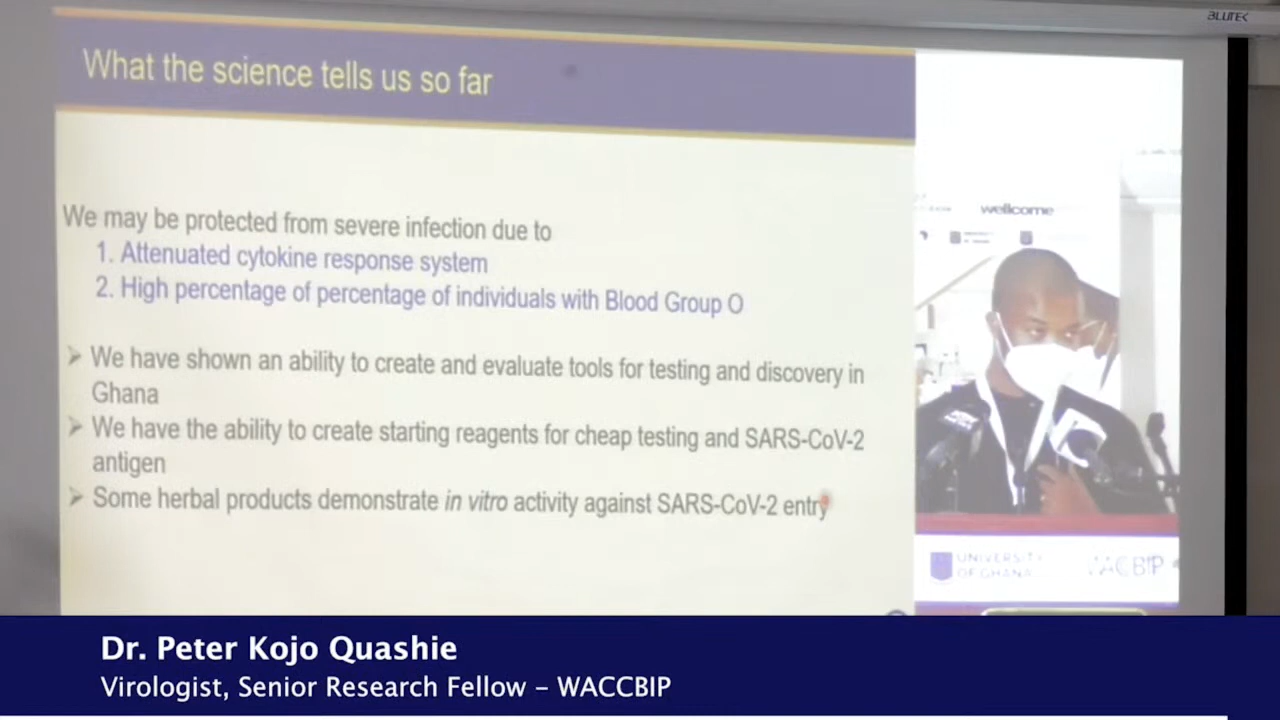 BLUTEK
What the science tells us so far
We may be protected from severe infection due to
1. Attenuated cytokine response system
2. High percentage of percentage of individuals with Blood Group O
➤ We have shown an ability to create and evaluate tools for testing and discovery in
Ghana
➤ We have the ability to create starting reagents for cheap testing and SARS-CoV-2
antigen
➤ Some herbal products demonstrate in vitro activity against SARS-CoV-2 entry
wellcome
UNIVERSITY
OF GHANA
WACCBIP
Dr. Peter Kojo Quashie
Virologist, Senior Research Fellow – WACCBIP